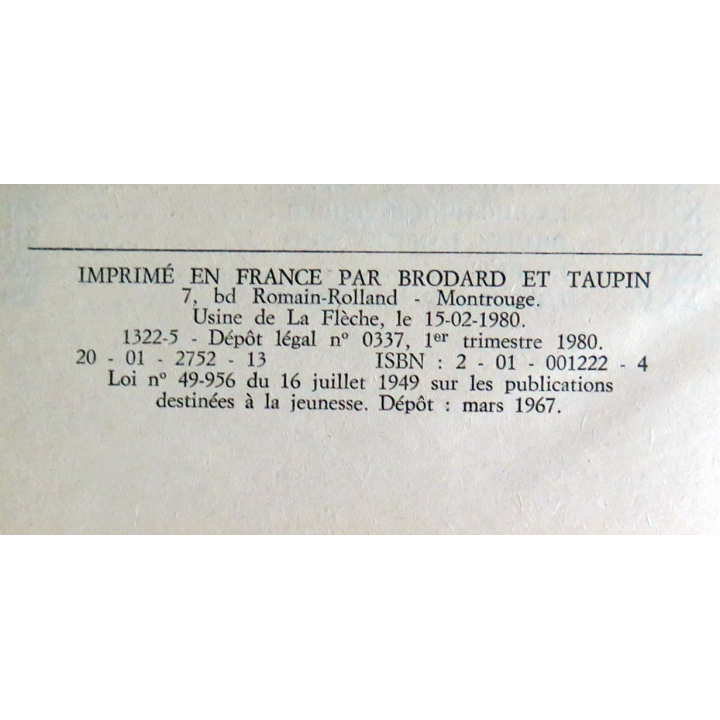 IMPRIMÉ EN FRANCE PAR BRODARD ET TAUPIN
7, bd Romain-Rolland - Montrouge.
Usine de La Flèche, le 15-02-1980.
1322-5 - Dépôt légal n° 0337, 1er trimestre 1980.
20 - 01 - 2752 - 13 ISBN : 2 - 01 - 001222 - 4
Loi n° 49-956 du 16 juillet 1949 sur les publications
destinées à la jeunesse. Dépôt : mars 1967.